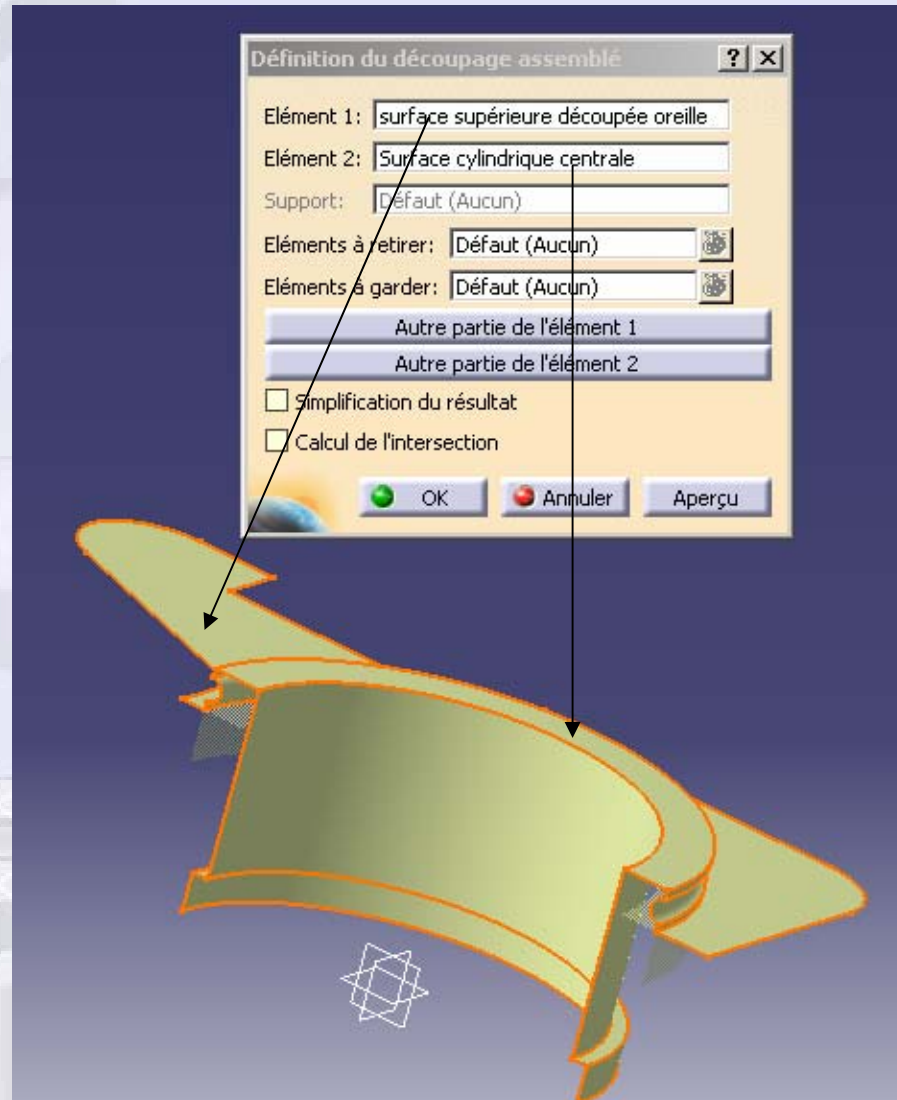 Définition du découpage assemblé
Elément 1: surface supérieure découpée oreille
Elément 2: Surface cylindrique centrale
Support: Défaut (Aucun)
Eléments à retirer: Défaut (Aucun)
Eléments à garder: Défaut (Aucun)
Autre partie de l'élément 1
Autre partie de l'élément 2
Simplification du résultat
Calcul de l'intersection
OK Annuler Aperçu